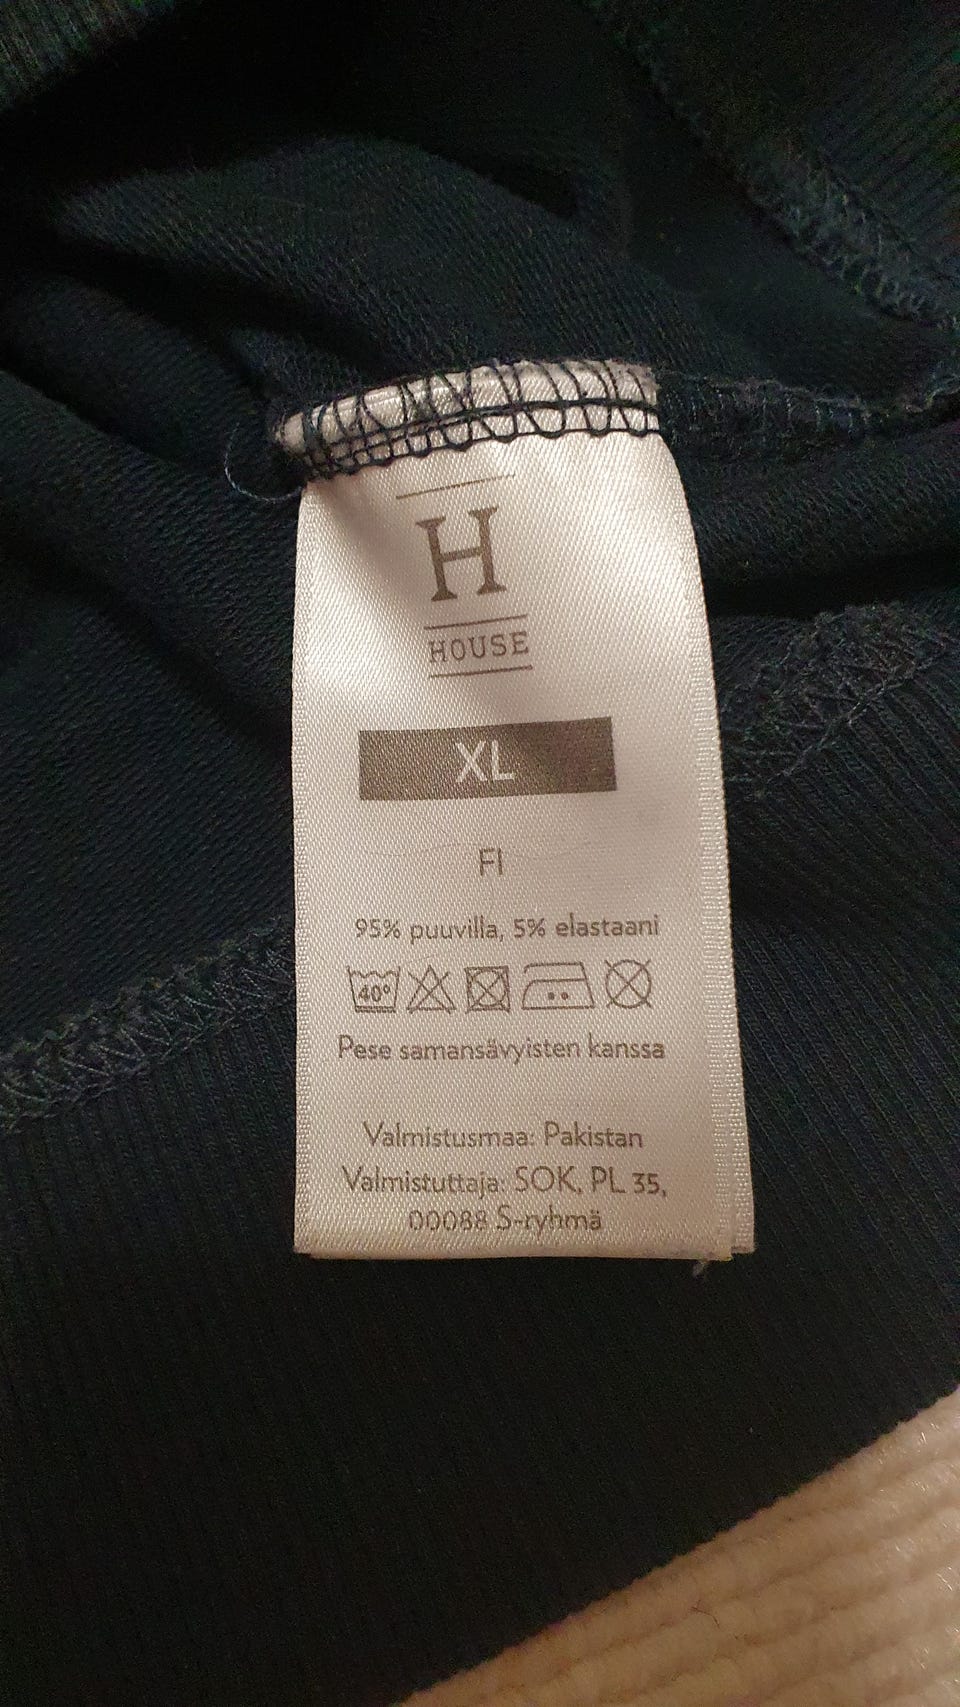 H
HOUSE
XL
FI
95% puuvilla, 5% elastaani
40°
Pese samansävyisten kanssa
Valmistusmaa: Pakistan
Valmistuttaja: SOK, PL 35,
00088 S-ryhmä